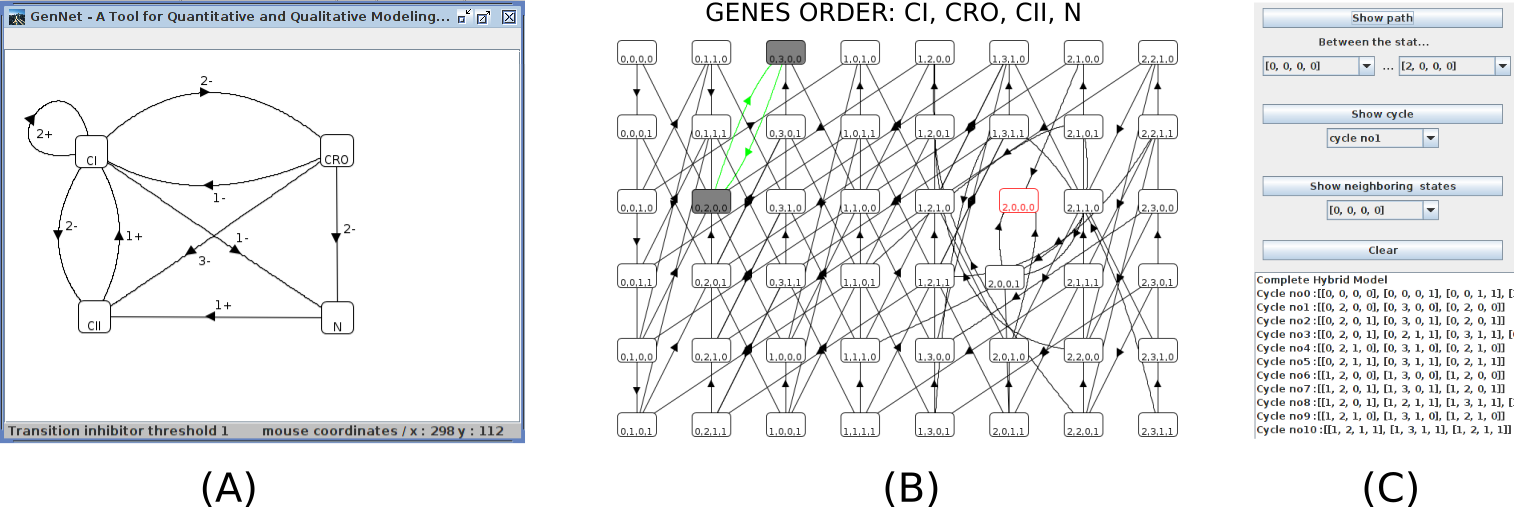 GenNet - A Tool for Quantitative and Qualitative Modeling...
2-
2+
CI
CRO
1-
2-
1+
1-
3-
2-
1+
CII
N
Transition inhibitor threshold 1 mouse coordinates / x : 298 y : 112
(A)
GENES ORDER: CI, CRO, CII, N
0,0,0,0 0,1,1,0 0,3,0,0 1,0,1,0 1,2,0,0 1,3,1,0 2,1,0,0 2,2,1,0
0,0,0,1 0,1,1,1 0,3,0,1 1,0,1,1 1,2,0,1 1,3,1,1 2,1,0,1 2,2,1,1
0,0,1,0 0,2,0,0 0,3,1,0 1,1,0,0 1,2,1,0 2,0,0,0 2,1,1,0 2,3,0,0
0,0,1,1 0,2,0,1 0,3,1,1 1,1,0,1 1,2,1,1 2,0,0,1 2,1,1,1 2,3,0,1
0,1,0,0 0,2,1,0 1,0,0,0 1,1,1,0 1,3,0,0 2,0,1,0 2,2,0,0 2,3,1,0
0,1,0,1 0,2,1,1 1,0,0,1 1,1,1,1 1,3,0,1 2,0,1,1 2,2,0,1 2,3,1,1
(B)
Show path
Between the stat...
[0, 0, 0, 0] ... [2, 0, 0, 0]
Show cycle
cycle no1
Show neighboring states
[0, 0, 0, 0]
Clear
Complete Hybrid Model
Cycle no0 :[[0, 0, 0, 0], [0, 0, 0, 1], [0, 0, 1, 1], [
Cycle no1 :[[0, 2, 0, 0], [0, 3, 0, 0], [0, 2, 0, 0]]
Cycle no2 :[[0, 2, 0, 1], [0, 3, 0, 1], [0, 2, 0, 1]]
Cycle no3 :[[0, 2, 0, 1], [0, 2, 1, 1], [0, 3, 1, 1], [
Cycle no4 :[[0, 2, 1, 0], [0, 3, 1, 0], [0, 2, 1, 0]]
Cycle no5 :[[0, 2, 1, 1], [0, 3, 1, 1], [0, 2, 1, 1]]
Cycle no6 :[[1, 2, 0, 0], [1, 3, 0, 0], [1, 2, 0, 0]]
Cycle no7 :[[1, 2, 0, 1], [1, 3, 0, 1], [1, 2, 0, 1]]
Cycle no8 :[[1, 2, 0, 1], [1, 2, 1, 1], [1, 3, 1, 1], [
Cycle no9 :[[1, 2, 1, 0], [1, 3, 1, 0], [1, 2, 1, 0]]
Cycle no10 :[[1, 2, 1, 1], [1, 3, 1, 1], [1, 2, 1, 1]]
(C)